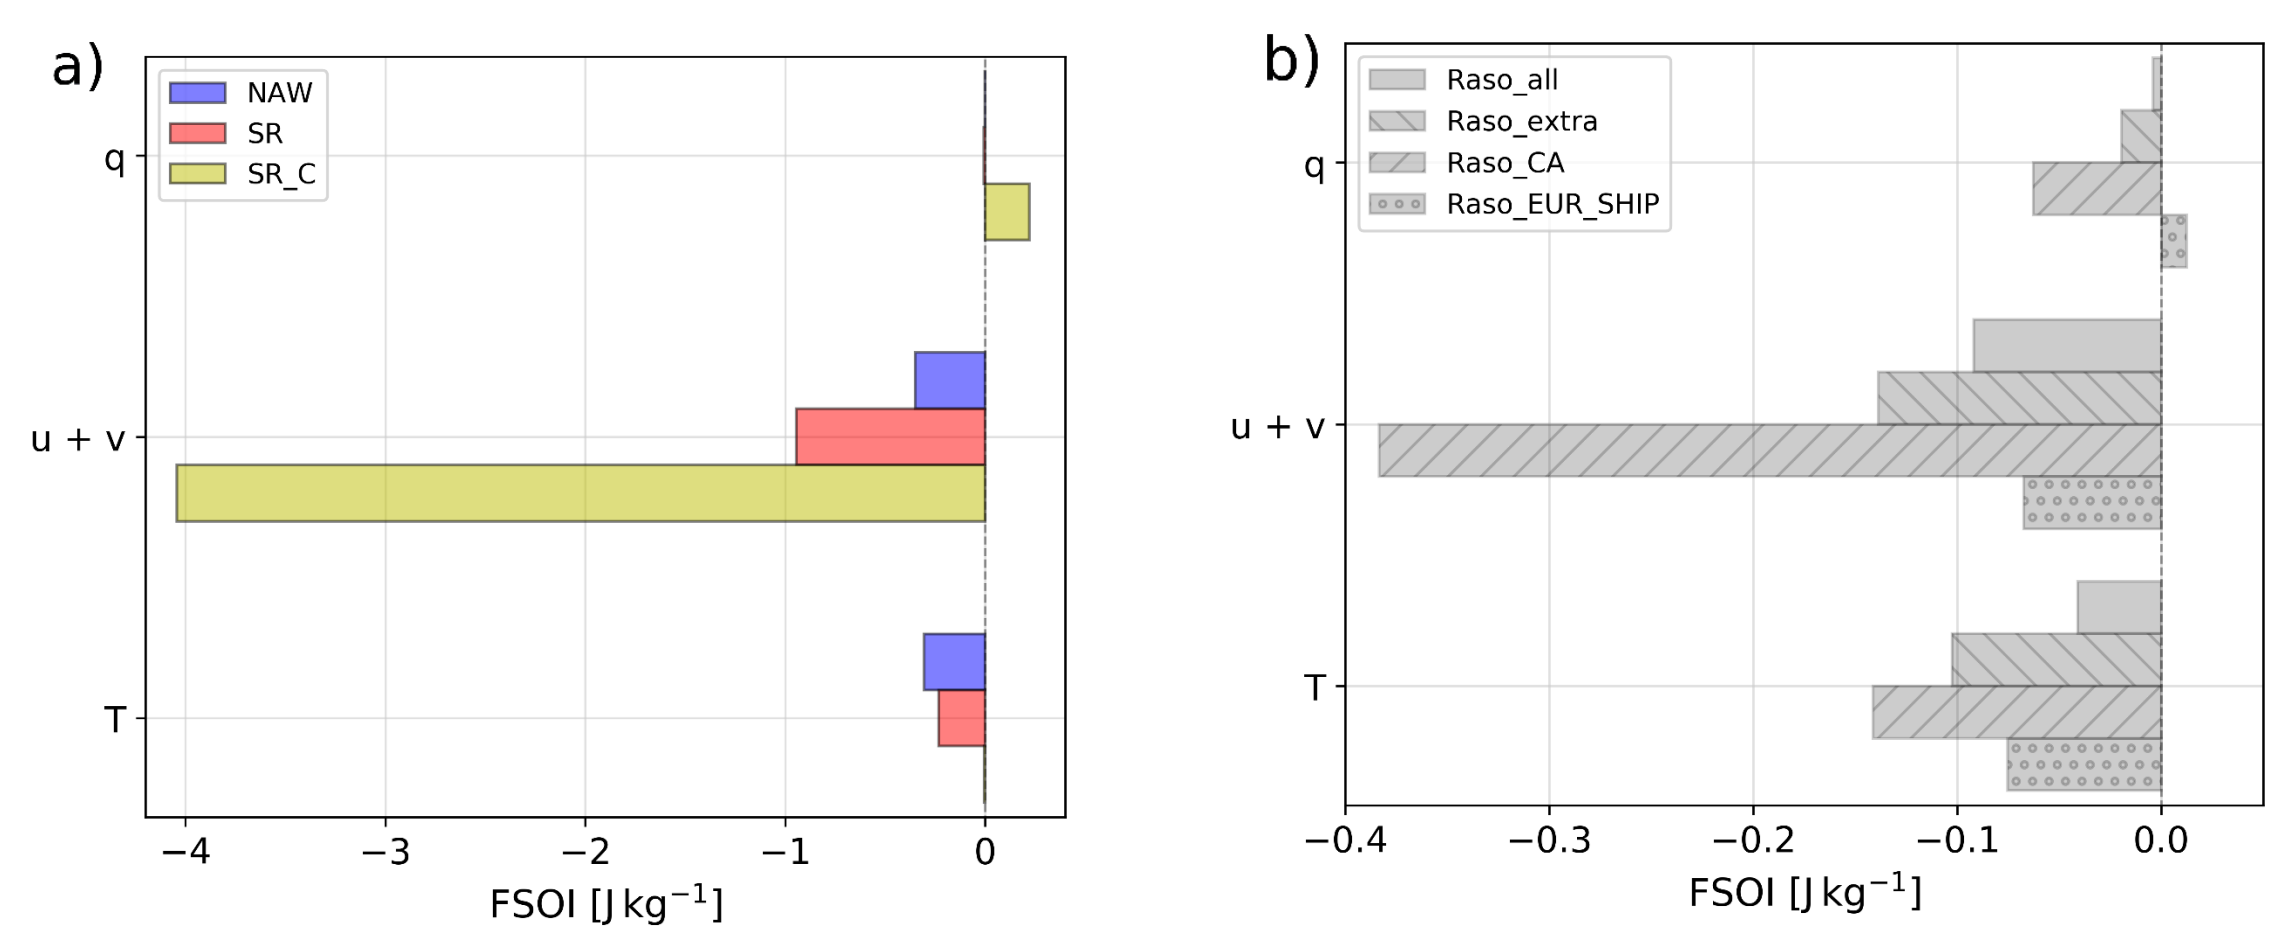 a)
NAW
SR
SR_C
q
u + v
T
−4 −3 −2 −1 0
FSOI [J kg⁻¹]
b)
Raso_all
Raso_extra
Raso_CA
Raso_EUR_SHIP
q
u + v
T
−0.4 −0.3 −0.2 −0.1 0.0
FSOI [J kg⁻¹]